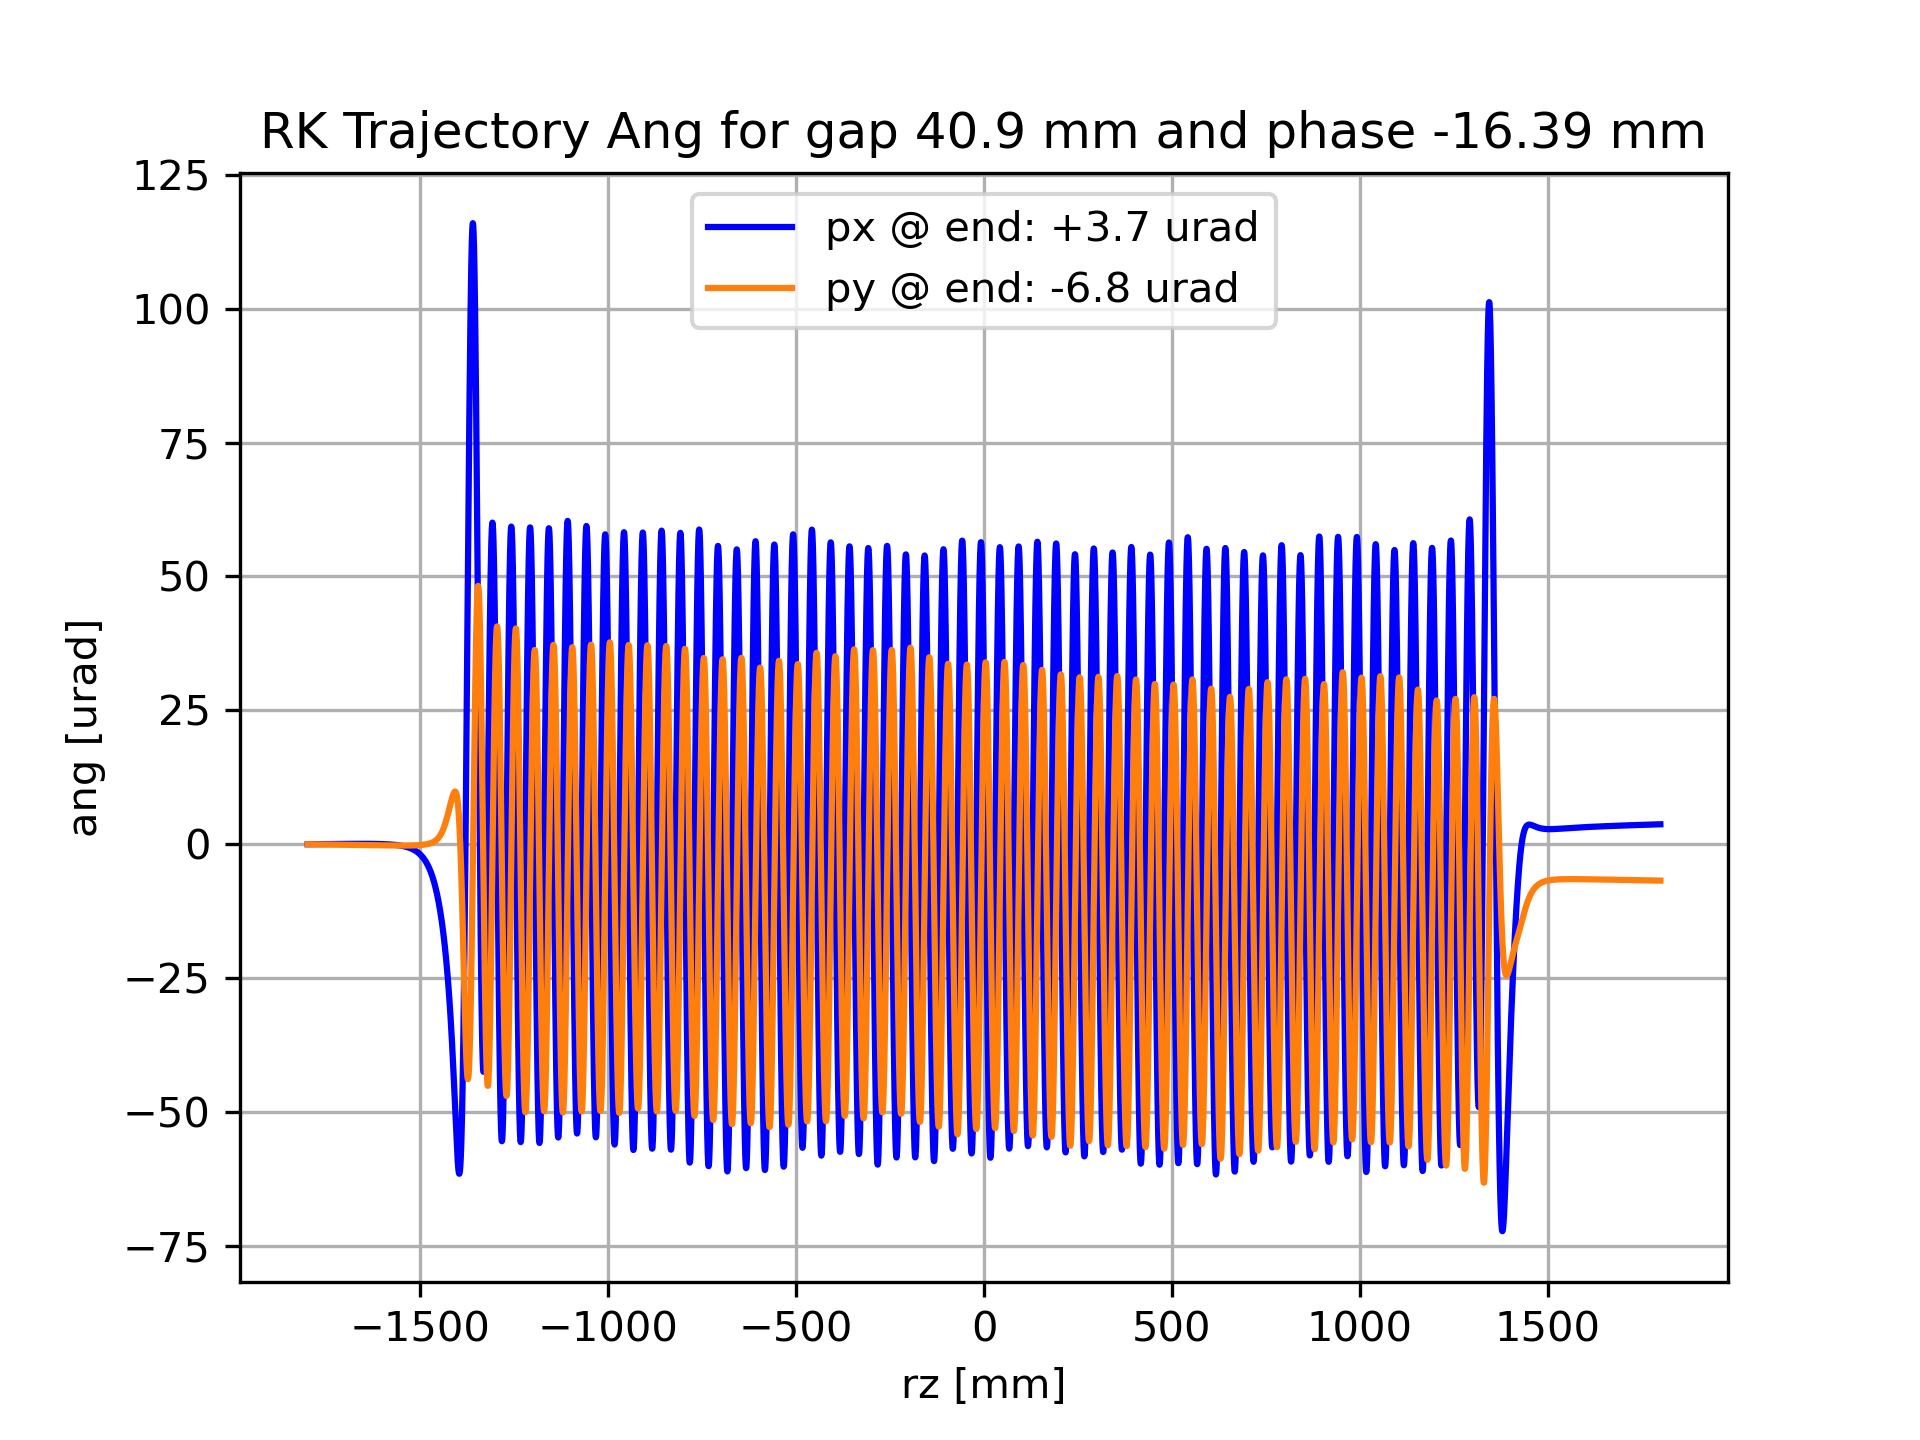 RK Trajectory Ang for gap 40.9 mm and phase -16.39 mm
px @ end: +3.7 urad
py @ end: -6.8 urad
125
100
75
50
25
0
−25
−50
−75
ang [urad]
−1500 −1000 −500 0 500 1000 1500
rz [mm]